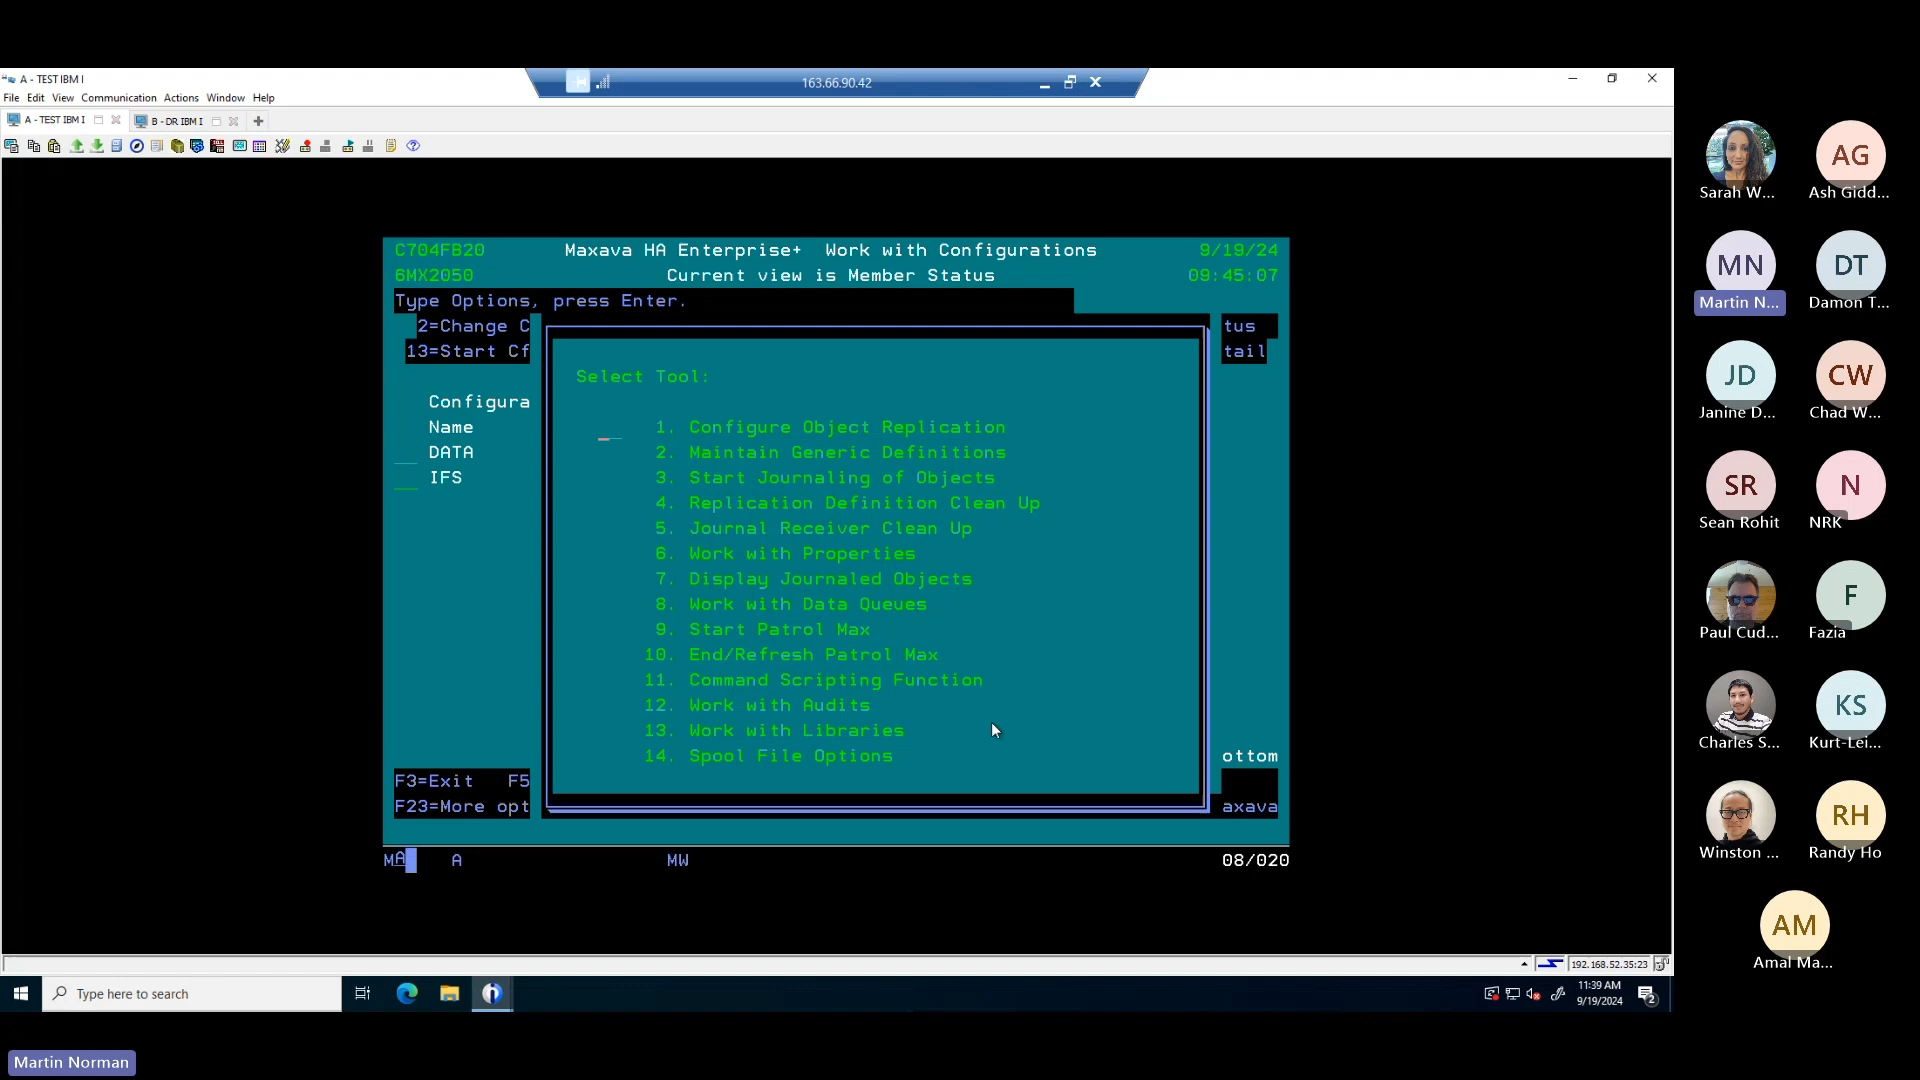 A - TEST IBM I
163.66.90.42
File Edit View Communication Actions Window Help
A - TEST IBM I
B - DR IBM I
C704FB20 Maxava HA Enterprise+ Work with Configurations 9/19/24
6MX2050 Current view is Member Status 09:45:07
Type Options, press Enter.
2=Change C
tus
13=Start Cf
tail
Select Tool:
Configura
Name
DATA
IFS
1. Configure Object Replication
2. Maintain Generic Definitions
3. Start Journaling of Objects
4. Replication Definition Clean Up
5. Journal Receiver Clean Up
6. Work with Properties
7. Display Journaled Objects
8. Work with Data Queues
9. Start Patrol Max
10. End/Refresh Patrol Max
11. Command Scripting Function
12. Work with Audits
13. Work with Libraries
14. Spool File Options
ottom
F3=Exit F5
F23=More opt
axava
MA A MW 08/020
192.168.52.35:23
Type here to search
11:39 AM
9/19/2024
2
Sarah W...
AG
Ash Gidd...
MN
Martin N...
DT
Damon T...
JD
Janine D...
CW
Chad W...
SR
Sean Rohit
N
NRK
Paul Cud...
F
Fazia
Charles S...
KS
Kurt-Lei...
Winston ...
RH
Randy Ho
AM
Amal Ma...
Martin Norman